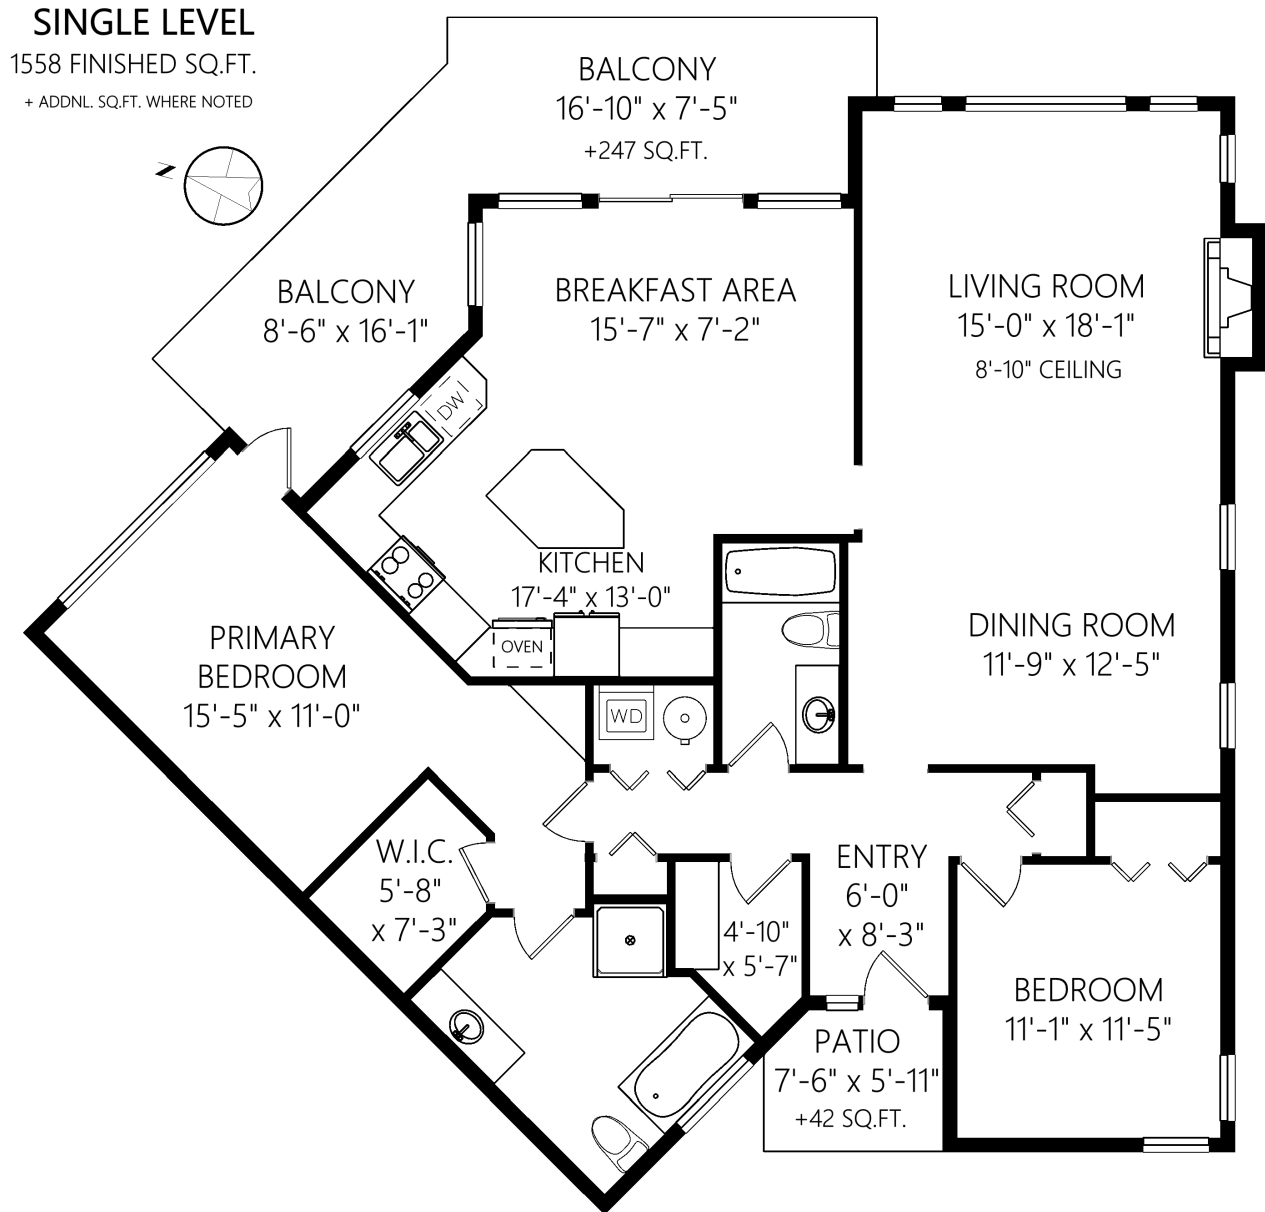 SINGLE LEVEL
1558 FINISHED SQ.FT.
+ ADDNL. SQ.FT. WHERE NOTED
N
BALCONY
16'-10" x 7'-5"
+247 SQ.FT.
BALCONY
8'-6" x 16'-1"
BREAKFAST AREA
15'-7" x 7'-2"
LIVING ROOM
15'-0" x 18'-1"
8'-10" CEILING
DW
KITCHEN
17'-4" x 13'-0"
OVEN
PRIMARY
BEDROOM
15'-5" x 11'-0"
DINING ROOM
11'-9" x 12'-5"
WD
W.I.C.
5'-8"
x 7'-3"
ENTRY
6'-0"
x 8'-3"
4'-10"
x 5'-7"
BEDROOM
11'-1" x 11'-5"
PATIO
7'-6" x 5'-11"
+42 SQ.FT.